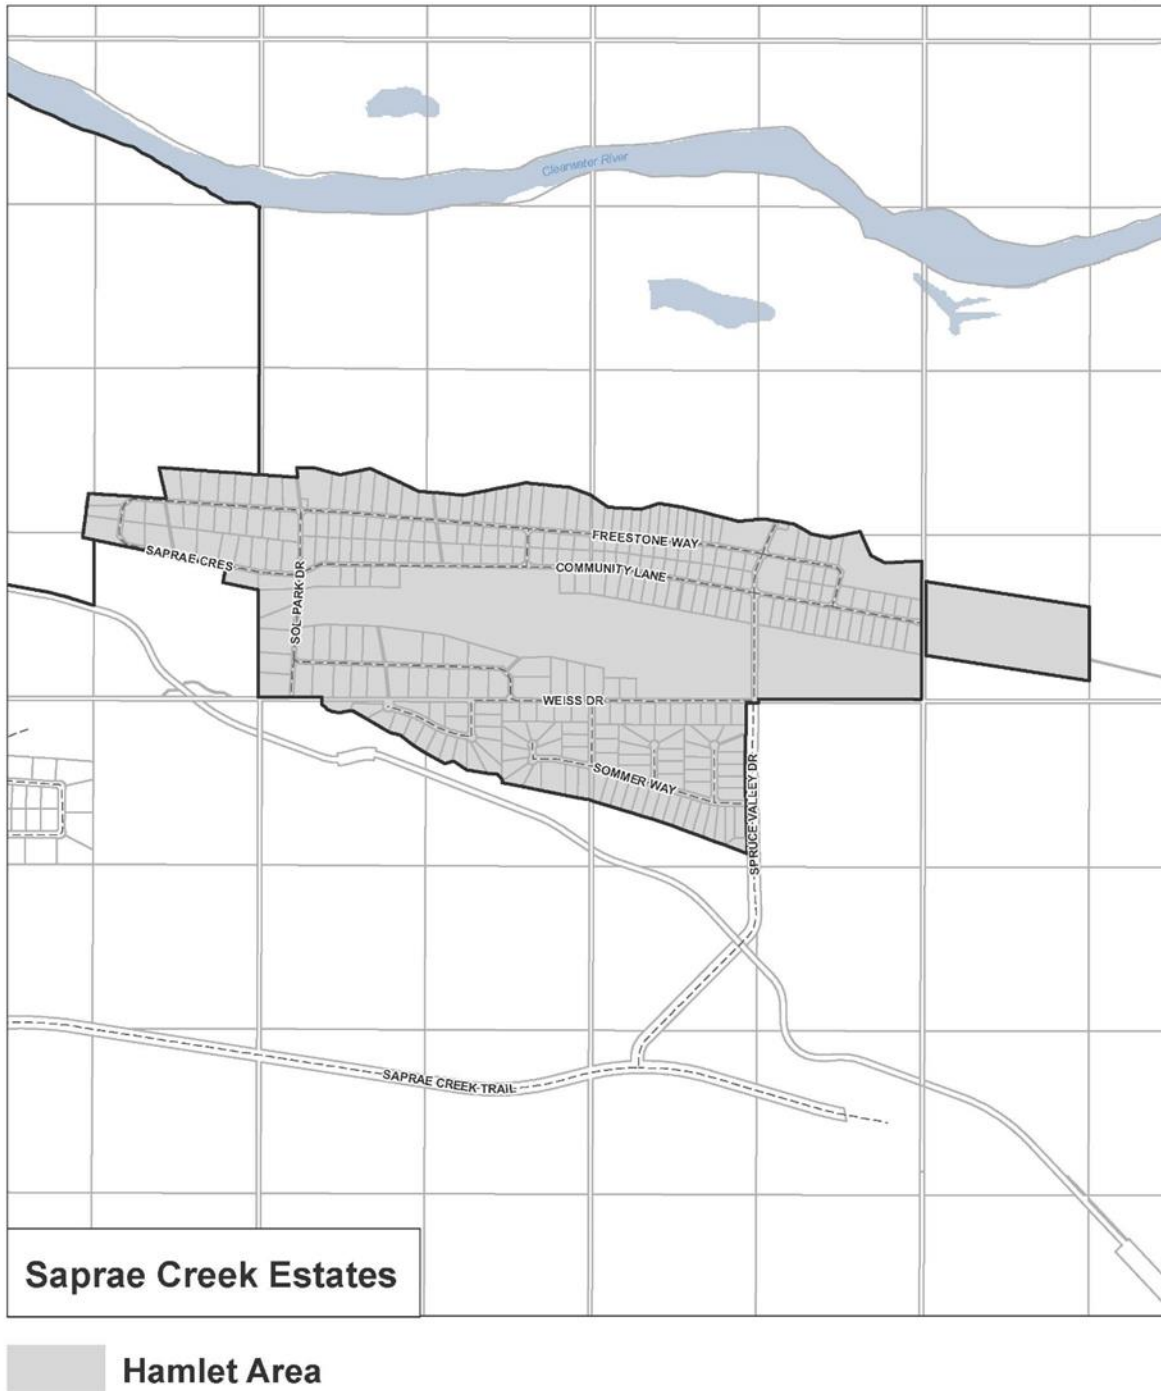 Clearwater River
FREESTONE WAY
SAPRAE CRES
COMMUNITY LANE
SOL PARK DR
WEISS DR
SOMMER WAY
SPRUCE VALLEY DR
SAPRAE CREEK TRAIL
Saprae Creek Estates
Hamlet Area